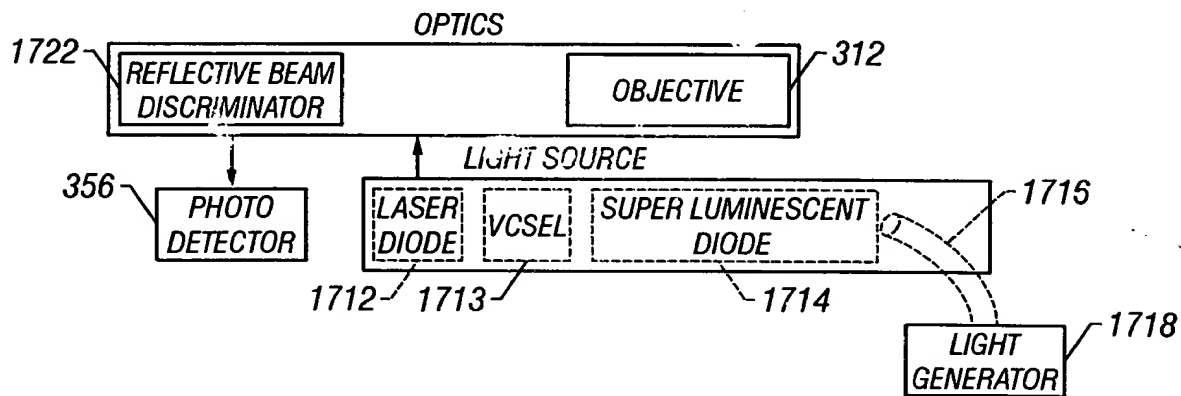 OPTICS
1722
REFLECTIVE BEAM
DISCRIMINATOR
OBJECTIVE
312
LIGHT SOURCE
356
PHOTO
DETECTOR
LASER
DIODE
VCSEL
SUPER LUMINESCENT
DIODE
1716
1712
1713
1714
LIGHT
GENERATOR
1718